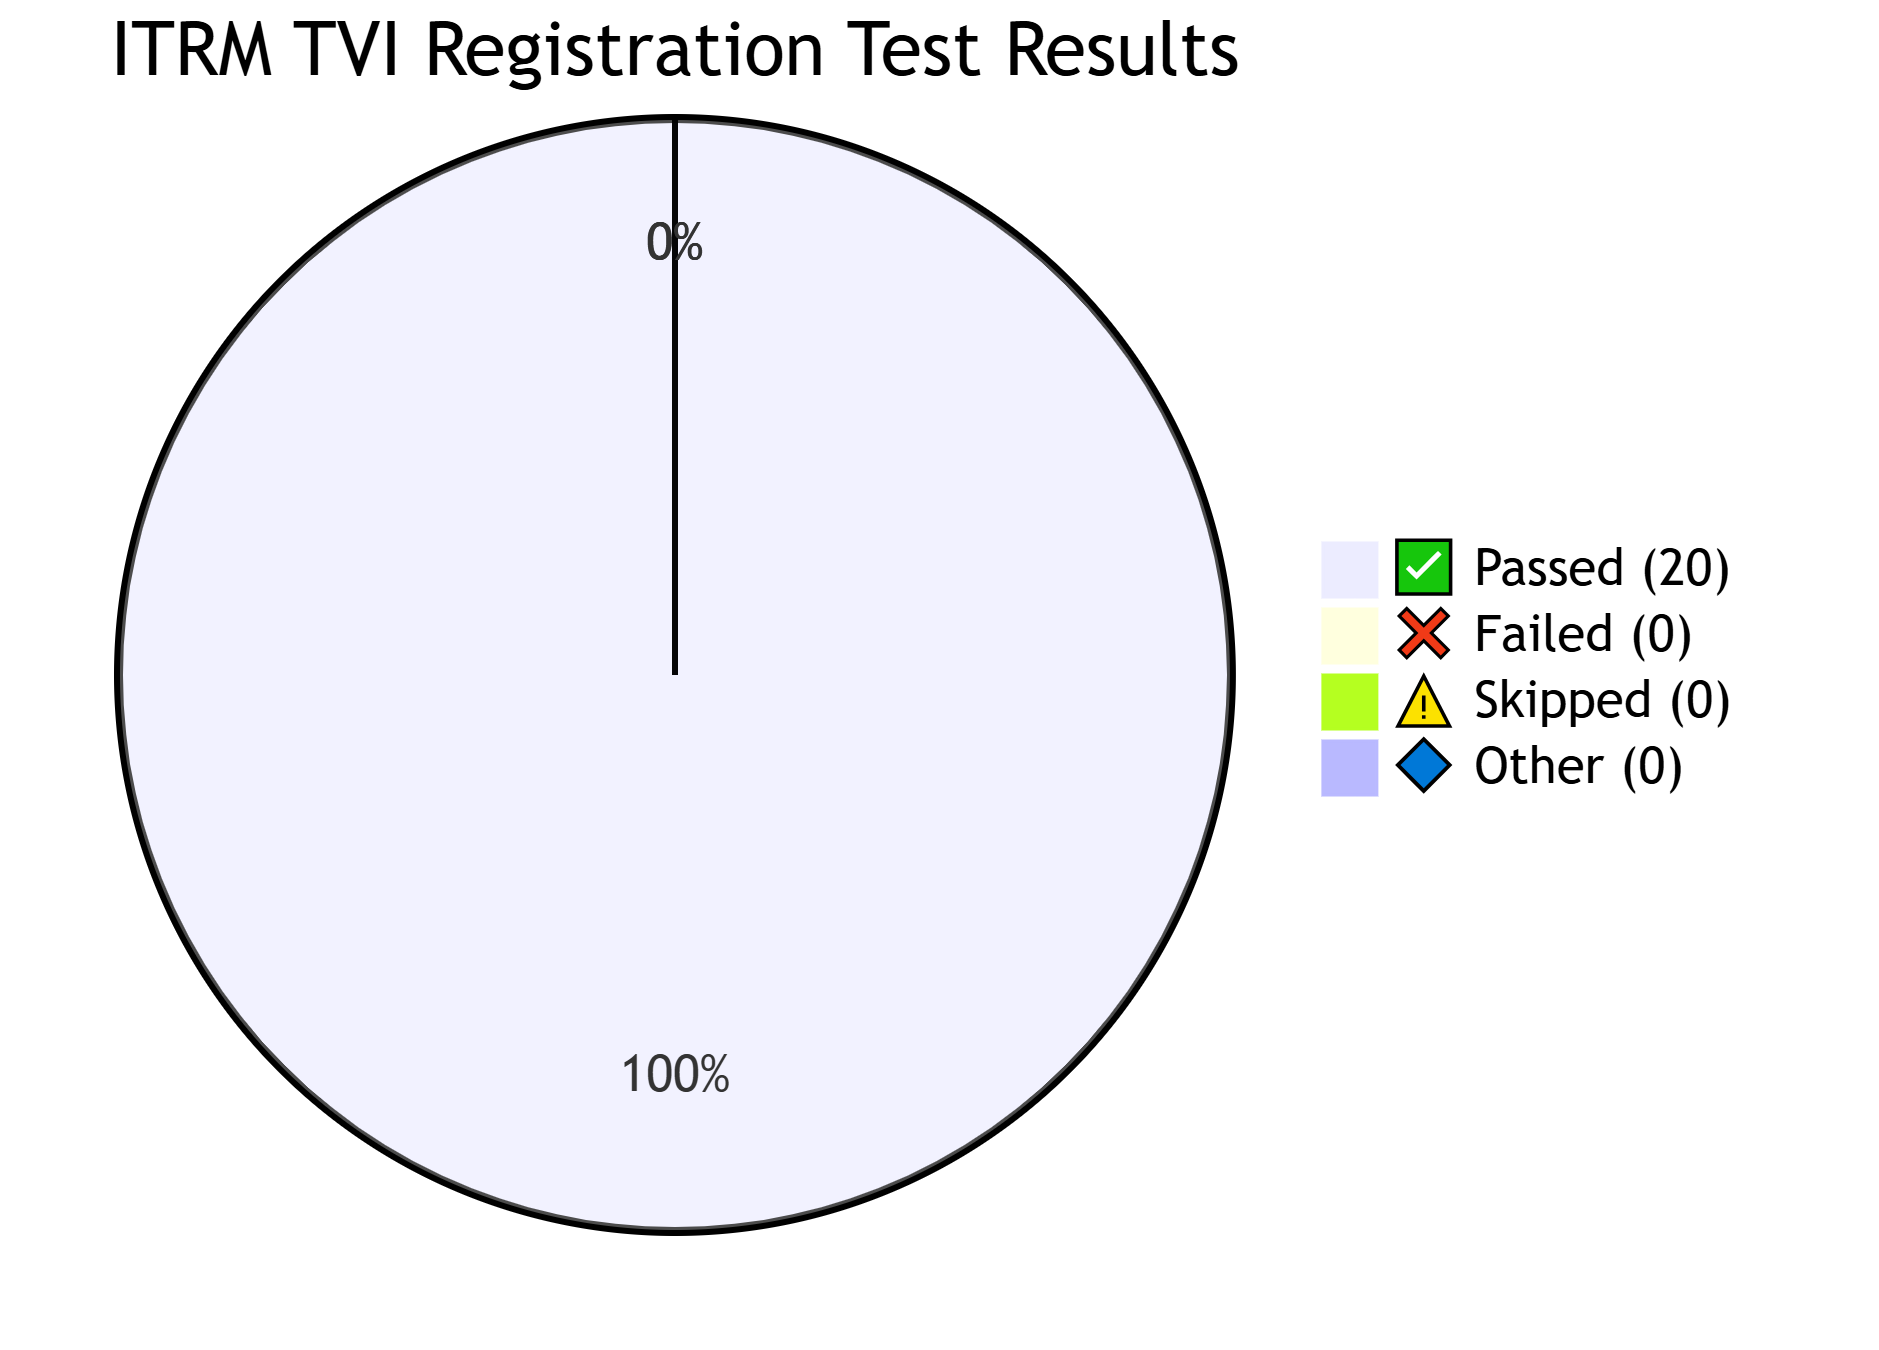 ITRM TVI Registration Test Results
0%
100%
✅ Passed (20)
❌ Failed (0)
⚠ Skipped (0)
🔷 Other (0)